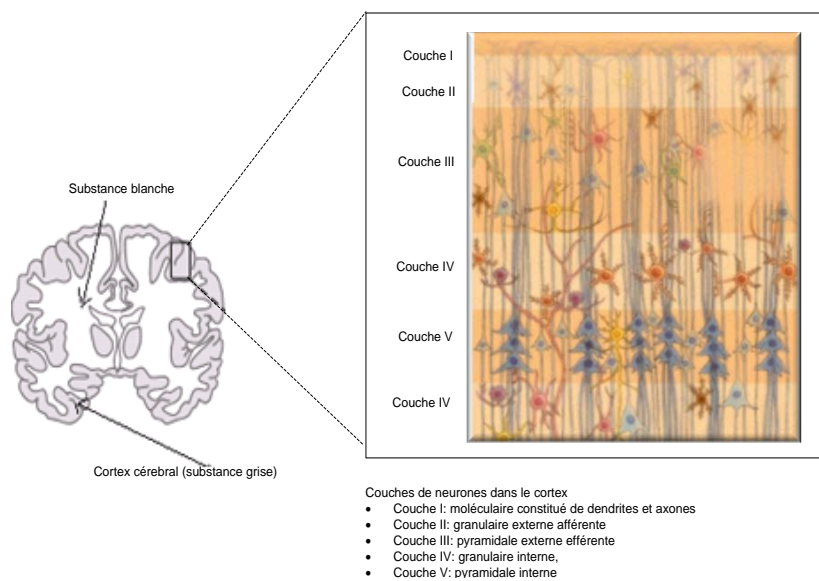 Couche I
Couche II
Couche III
Substance blanche
Couche IV
Couche V
Couche IV
Cortex cérébral (substance grise)
Couches de neurones dans le cortex
• Couche I: moléculaire constitué de dendrites et axones
• Couche II: granulaire externe afférente
• Couche III: pyramidale externe efférente
• Couche IV: granulaire interne,
• Couche V: pyramidale interne